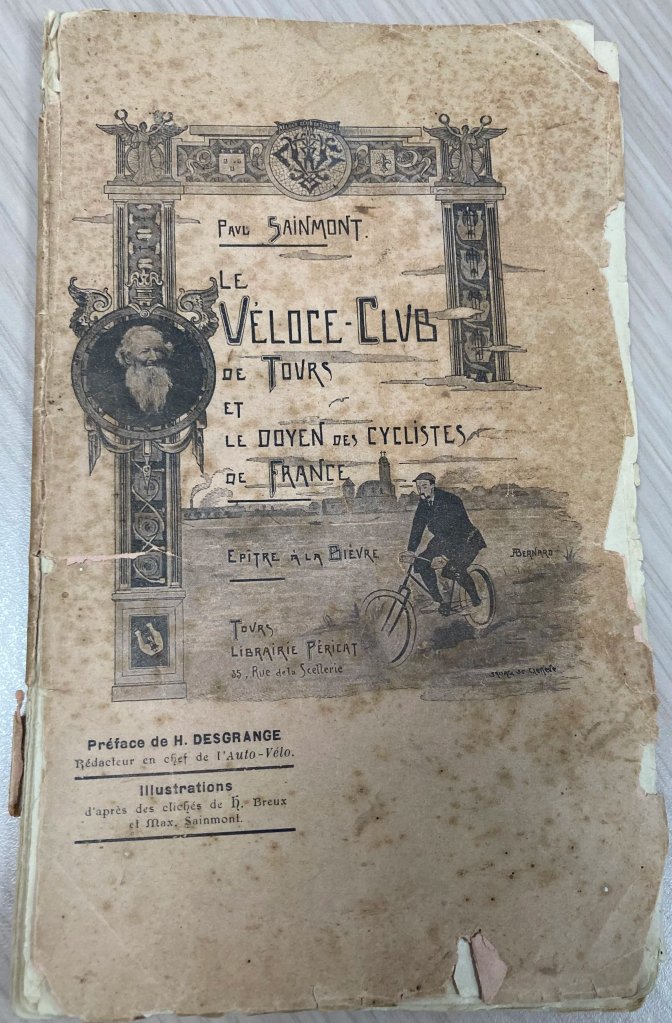 PAUL SAINMONT.
LE
VÉLOCE-CLUB
DE TOURS
ET
LE DOYEN DES CYCLISTES
DE FRANCE
EPITRE À LA BIÈVRE
JBERNARD
TOURS
LIBRAIRIE PÉRICAT
35, Rue de la Scellerie
Préface de H. DESGRANGE
Rédacteur en chef de l'Auto-Vélo.
Illustrations
d'après des clichés de H. Breux
et Max. Sainmont.